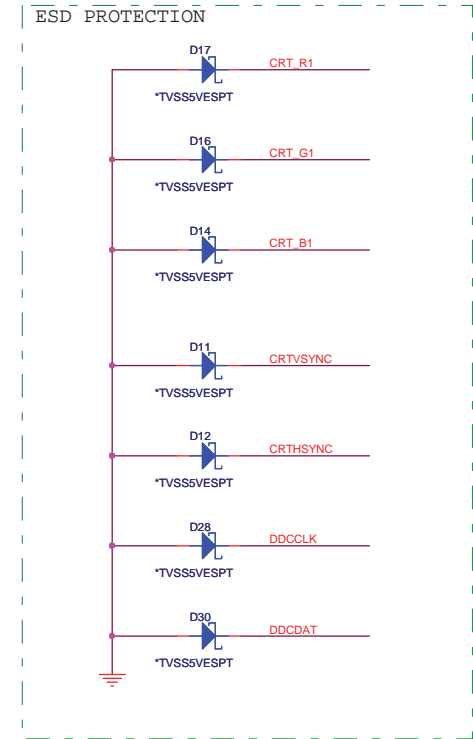 ESD PROTECTION
D17
CRT_R1
*TVSS5VESPT
D16
CRT_G1
*TVSS5VESPT
D14
CRT_B1
*TVSS5VESPT
D11
CRTVSYNC
*TVSS5VESPT
D12
CRTHSYNC
*TVSS5VESPT
D28
DDCCLK
*TVSS5VESPT
D30
DDCDAT
*TVSS5VESPT